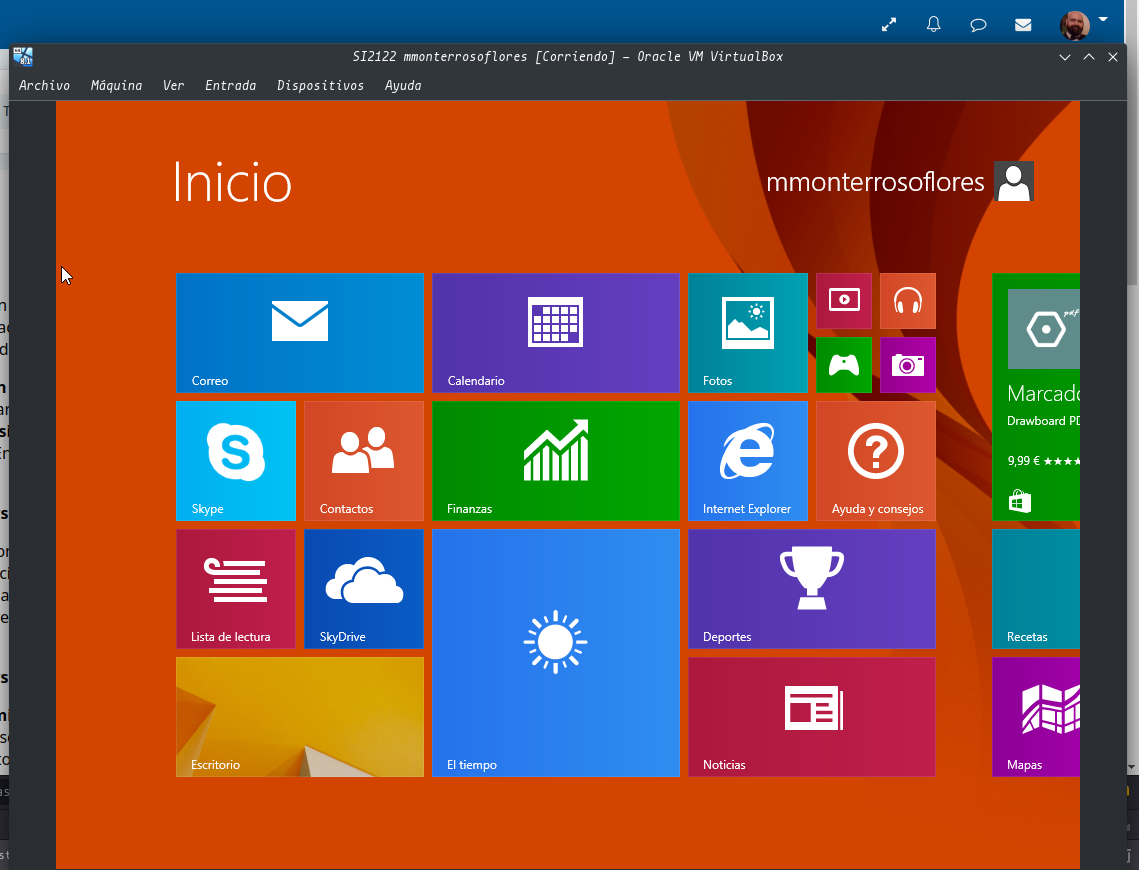 SI2122 mmonterrosoflores [Corriendo] – Oracle VM VirtualBox
Archivo Máquina Ver Entrada Dispositivos Ayuda
Inicio
mmonterrosoflores
Correo
Calendario
Fotos
pdf
Marcado
Drawboard PD
9,99 € ★★★★
Skype
Contactos
Finanzas
Internet Explorer
Ayuda y consejos
Lista de lectura
SkyDrive
El tiempo
Deportes
Recetas
Escritorio
Noticias
Mapas